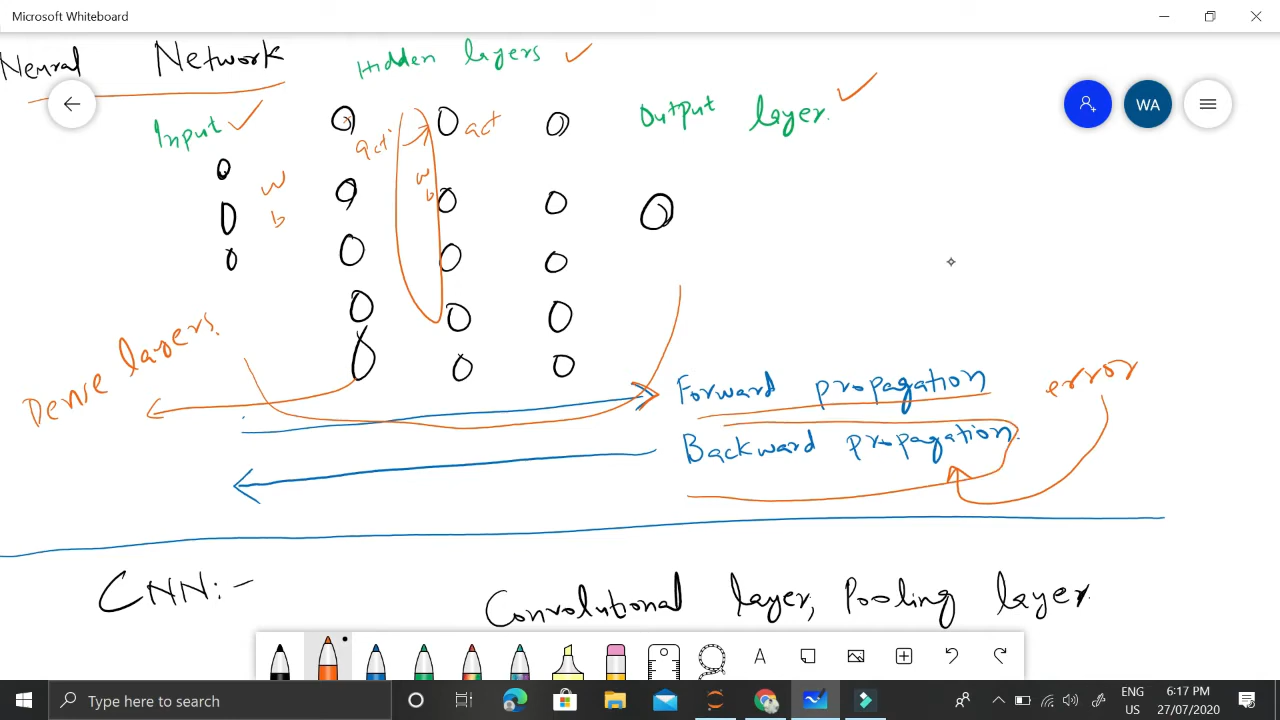 Microsoft Whiteboard
Neural Network
Hidden layers
Input
Output layer.
act
act
w
b
w
b
Dense layers.
Forward propagation
error
Backward propagation.
CNN:-
Convolutional layer, Pooling layer.
WA
A
Type here to search
ENG
US
6:17 PM
27/07/2020